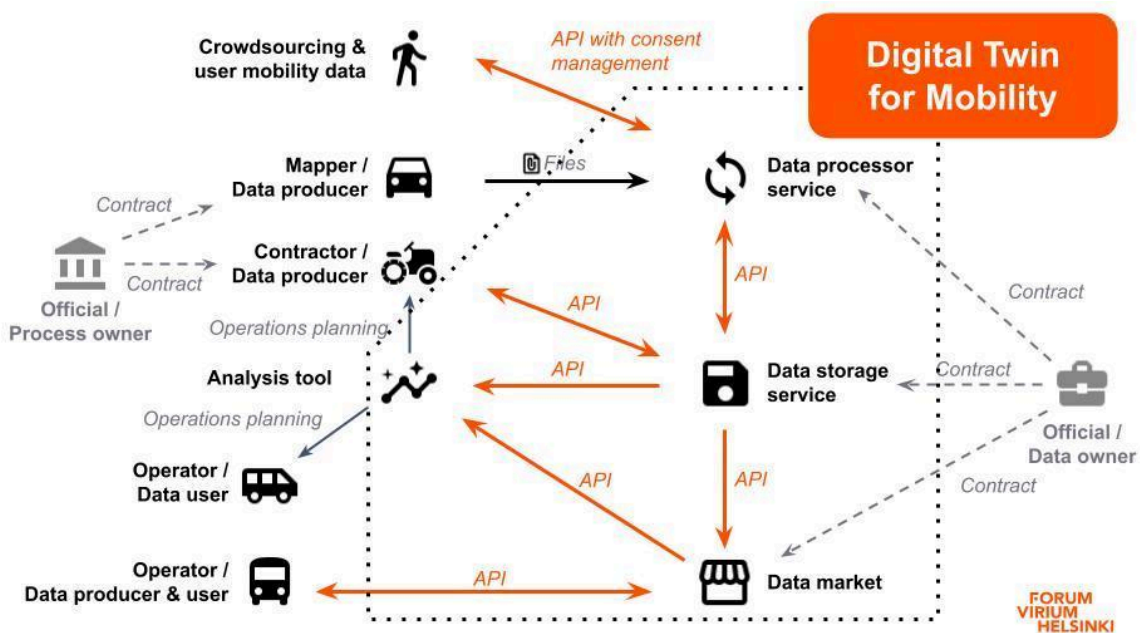 Crowdsourcing &
user mobility data
API with consent
management
Digital Twin
for Mobility
Mapper /
Data producer
Files
Data processor
service
Contract
Contractor /
Data producer
Contract
Official /
Process owner
API
API
Contract
Operations planning
Analysis tool
API
Data storage
service
Contract
Official /
Data owner
Operations planning
Operator /
Data user
API
API
Contract
Operator /
Data producer & user
API
Data market
FORUM
VIRIUM
HELSINKI